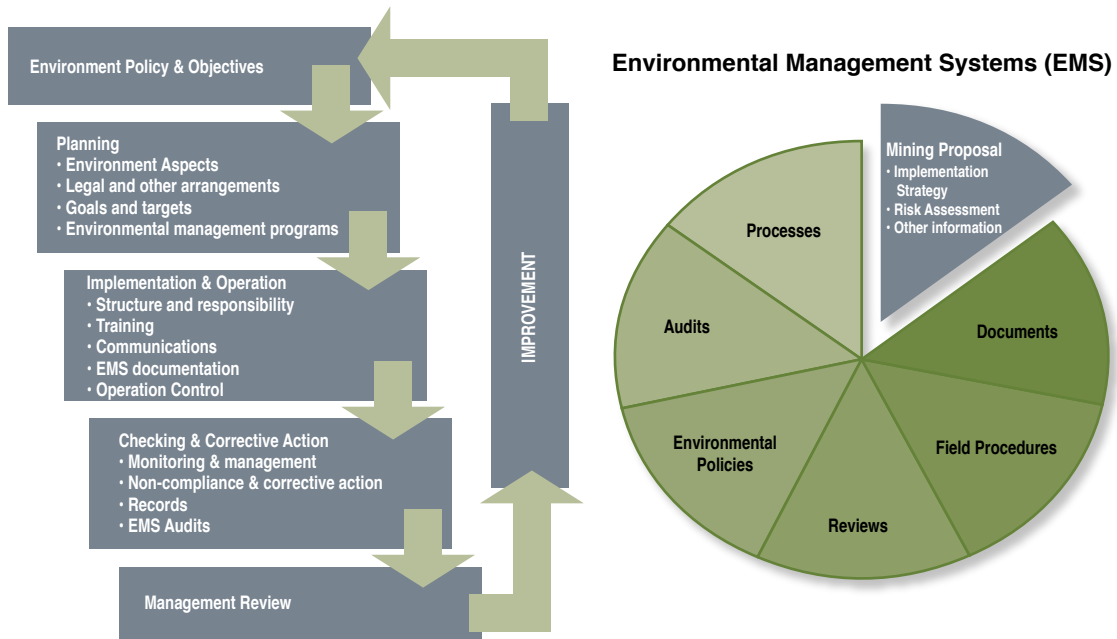 Environment Policy & Objectives
Planning
· Environment Aspects
· Legal and other arrangements
· Goals and targets
· Environmental management programs
Implementation & Operation
· Structure and responsibility
· Training
· Communications
· EMS documentation
· Operation Control
Checking & Corrective Action
· Monitoring & management
· Non-compliance & corrective action
· Records
· EMS Audits
Management Review
IMPROVEMENT
Environmental Management Systems (EMS)
Mining Proposal
· Implementation
Strategy
· Risk Assessment
· Other information
Documents
Field Procedures
Reviews
Environmental
Policies
Audits
Processes